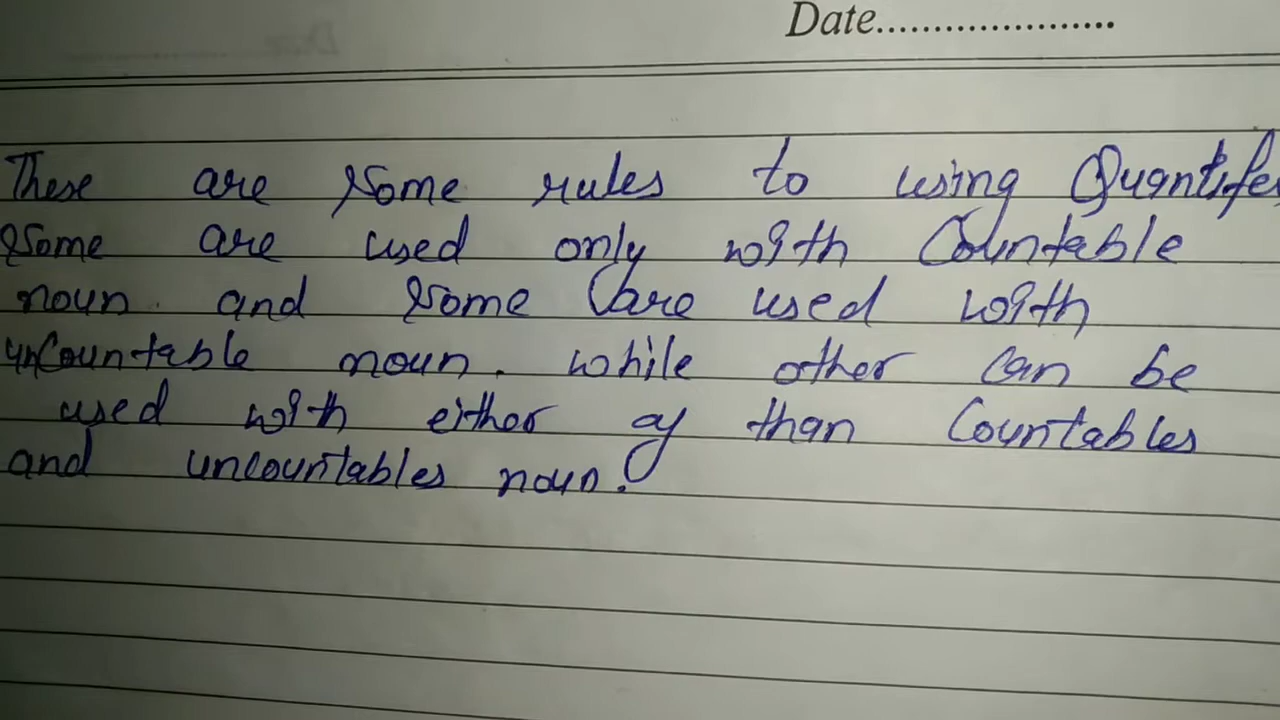 Date....................
These are some rules to using Quantifer
Some are used only with Countable
noun. and some are used with
unCountable noun. while other can be
used with either of than Countables
and uncountables noun.